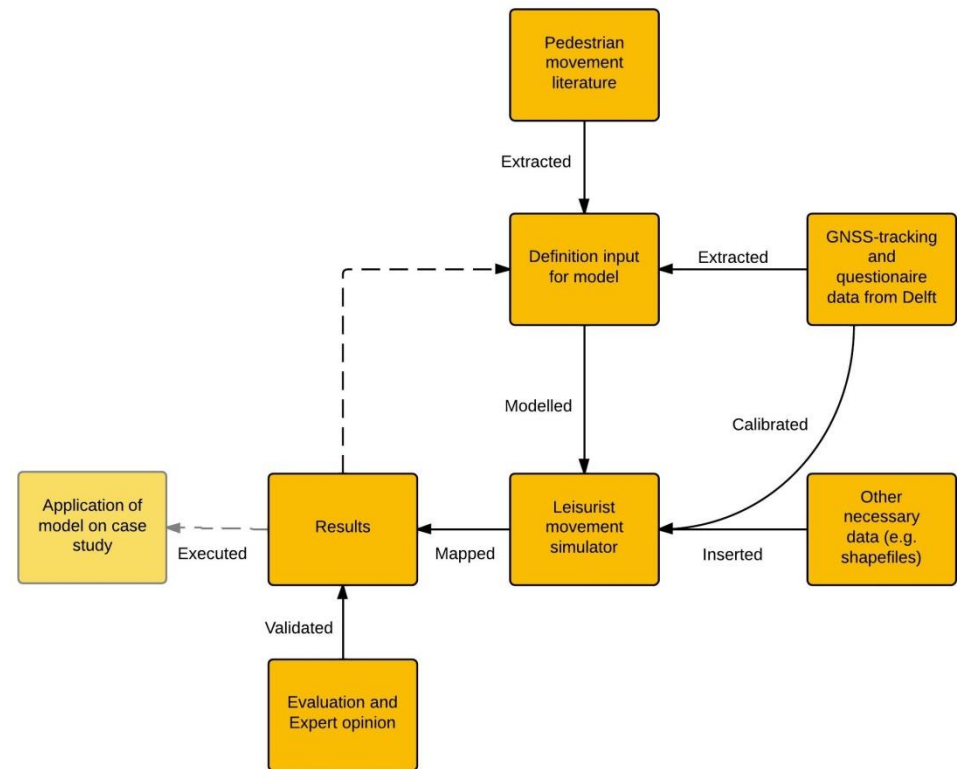 Pedestrian
movement
literature
Extracted
Definition input
for model
Extracted
GNSS-tracking
and
questionaire
data from Delft
Modelled
Calibrated
Application of
model on case
study
Executed
Results
Mapped
Leisurist
movement
simulator
Inserted
Other
necessary
data (e.g.
shapefiles)
Validated
Evaluation and
Expert opinion